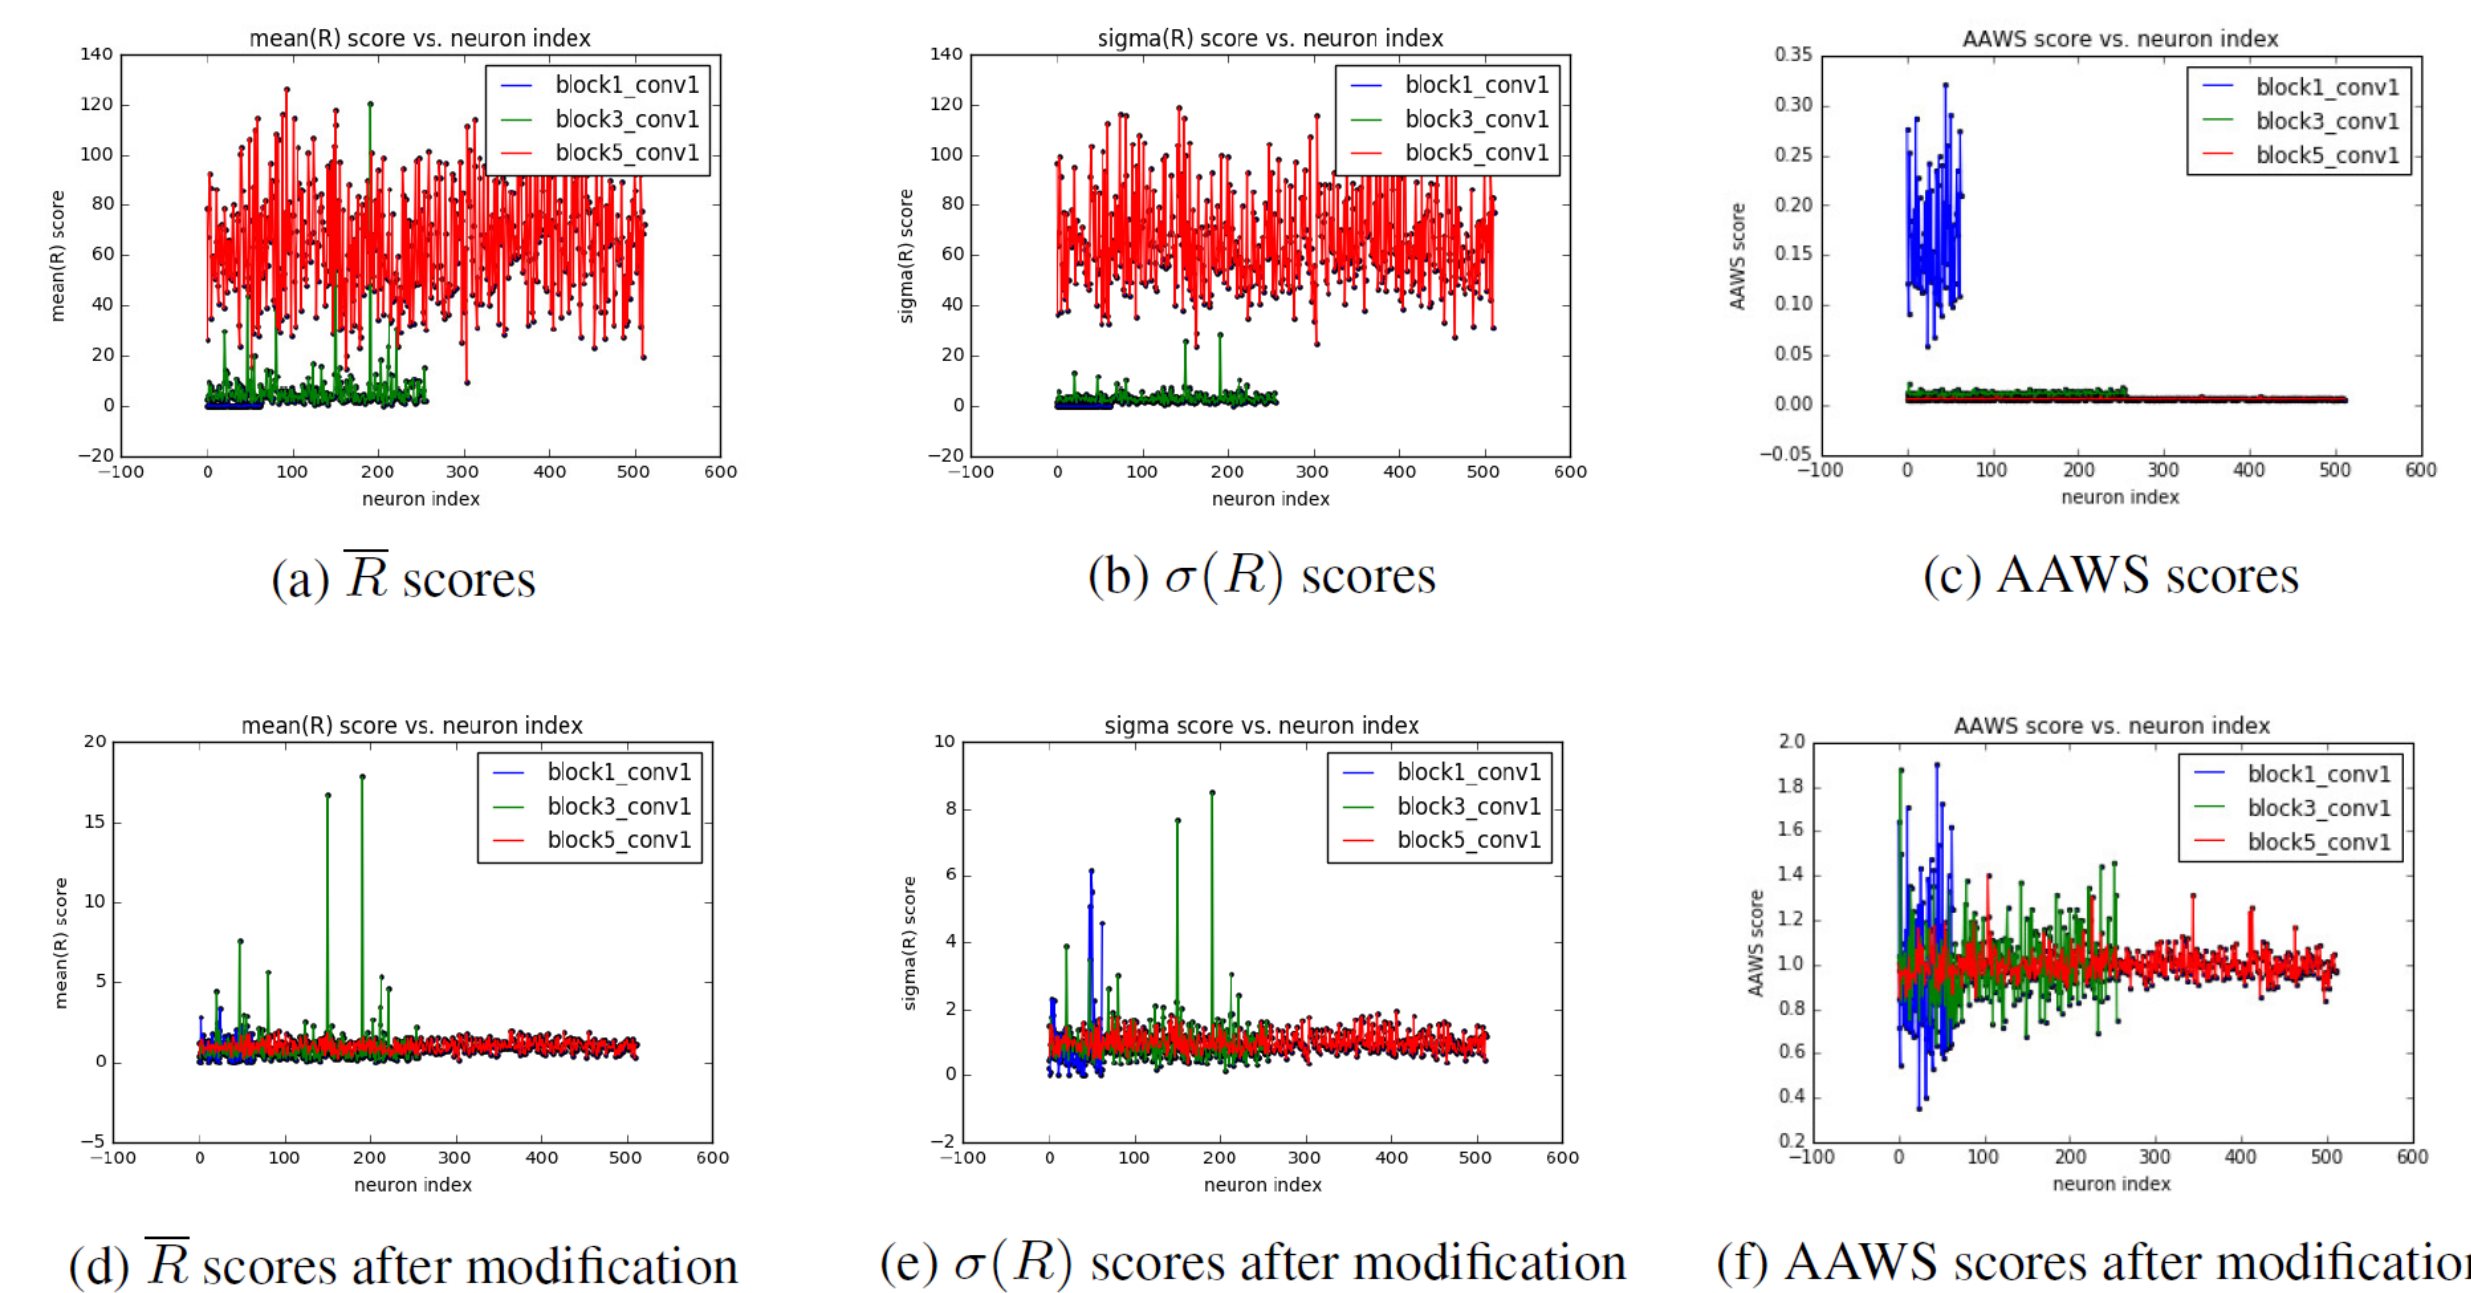 mean(R) score vs. neuron index
140
120
100
80
60
40
20
0
−20
mean(R) score
block1_conv1
block3_conv1
block5_conv1
−100 0 100 200 300 400 500 600
neuron index
(a) R̅ scores
sigma(R) score vs. neuron index
140
120
100
80
60
40
20
0
−20
sigma(R) score
block1_conv1
block3_conv1
block5_conv1
−100 0 100 200 300 400 500 600
neuron index
(b) σ(R) scores
AAWS score vs. neuron index
0.35
0.30
0.25
0.20
0.15
0.10
0.05
0.00
−0.05
AAWS score
block1_conv1
block3_conv1
block5_conv1
−100 0 100 200 300 400 500 600
neuron index
(c) AAWS scores
mean(R) score vs. neuron index
20
15
10
5
0
−5
mean(R) score
block1_conv1
block3_conv1
block5_conv1
−100 0 100 200 300 400 500 600
neuron index
(d) R̅ scores after modification
sigma score vs. neuron index
10
8
6
4
2
0
−2
sigma(R) score
block1_conv1
block3_conv1
block5_conv1
−100 0 100 200 300 400 500 600
neuron index
(e) σ(R) scores after modification
AAWS score vs. neuron index
2.0
1.8
1.6
1.4
1.2
1.0
0.8
0.6
0.4
0.2
AAWS score
block1_conv1
block3_conv1
block5_conv1
−100 0 100 200 300 400 500 600
neuron index
(f) AAWS scores after modification